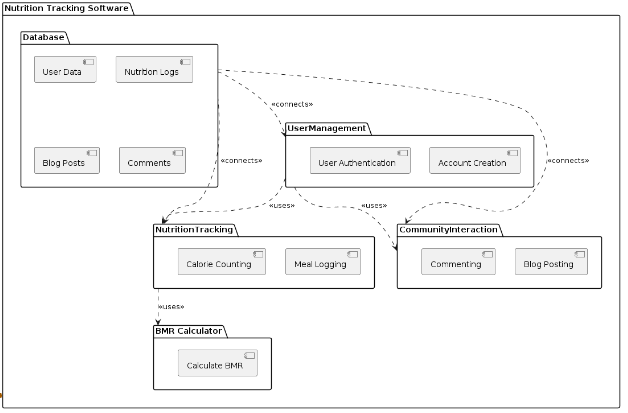 Nutrition Tracking Software
Database
User Data
Nutrition Logs
«connects»
UserManagement
Blog Posts
Comments
«connects»
User Authentication
Account Creation
«connects»
«uses»
«uses»
NutritionTracking
CommunityInteraction
Calorie Counting
Meal Logging
Commenting
Blog Posting
«uses»
BMR Calculator
Calculate BMR